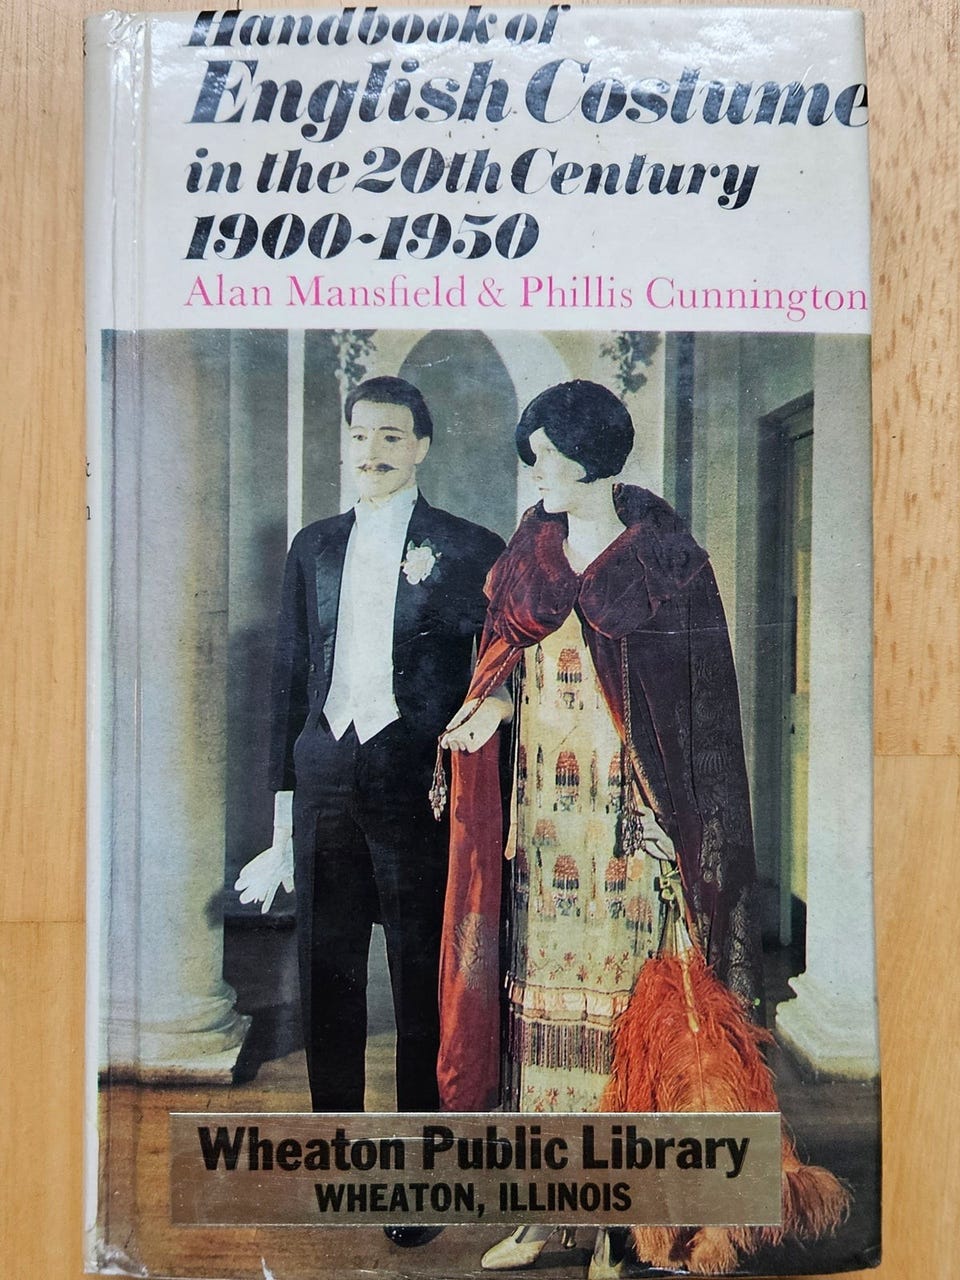 Handbook of
English Costume
in the 20th Century
1900-1950
Alan Mansfield & Phillis Cunnington
Wheaton Public Library
WHEATON, ILLINOIS